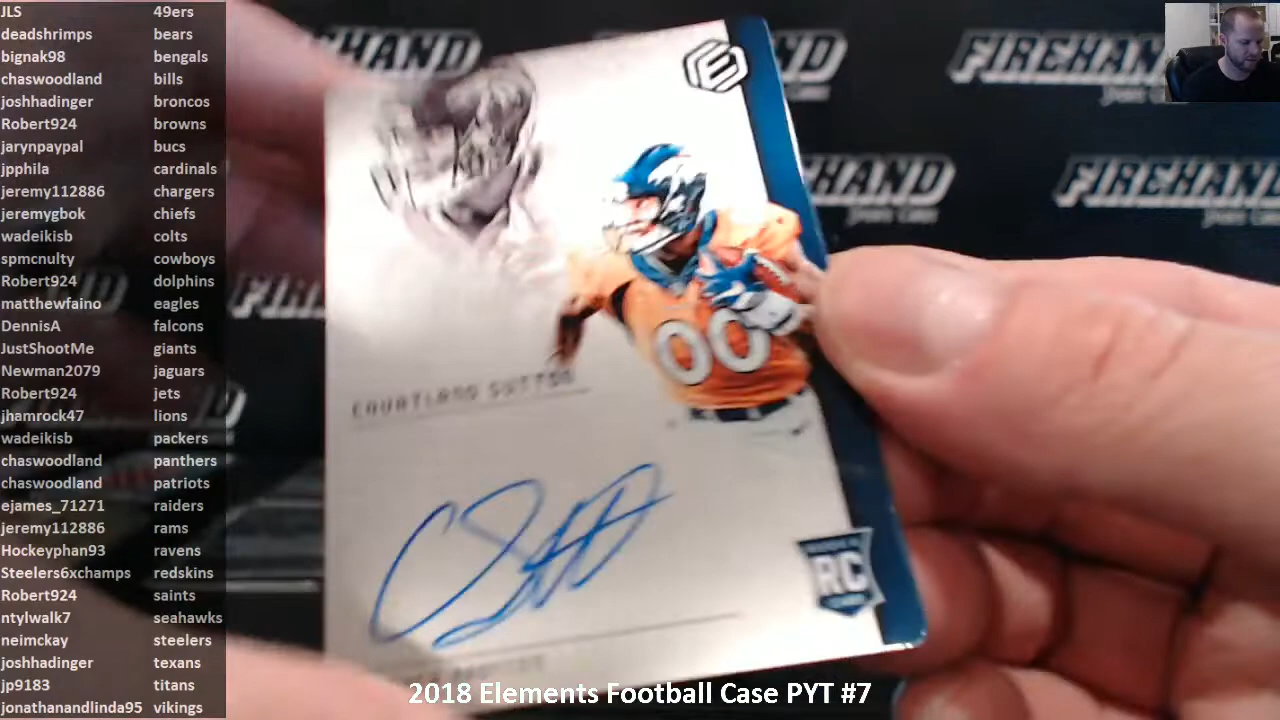 JLS 49ers
deadshrimps bears
bignak98 bengals
chaswoodland bills
joshhadinger broncos
Robert924 browns
jarynpaypal bucs
jpphila cardinals
jeremy112886 chargers
jeremygbok chiefs
wadeikisb colts
spmcnulty cowboys
Robert924 dolphins
matthewfaino eagles
DennisA falcons
JustShootMe giants
Newman2079 jaguars
Robert924 jets
jhamrock47 lions
wadeikisb packers
chaswoodland panthers
chaswoodland patriots
ejames_71271 raiders
jeremy112886 rams
Hockeyphan93 ravens
Steelers6xchamps redskins
Robert924 saints
ntylwalk7 seahawks
neimckay steelers
joshhadinger texans
jp9183 titans
jonathanandlinda95 vikings
FIREHAND
FIREHAND
FIREHAND
FIREHAND
E
00
COURTLAND SUTTON
RC
2018 Elements Football Case PYT #7